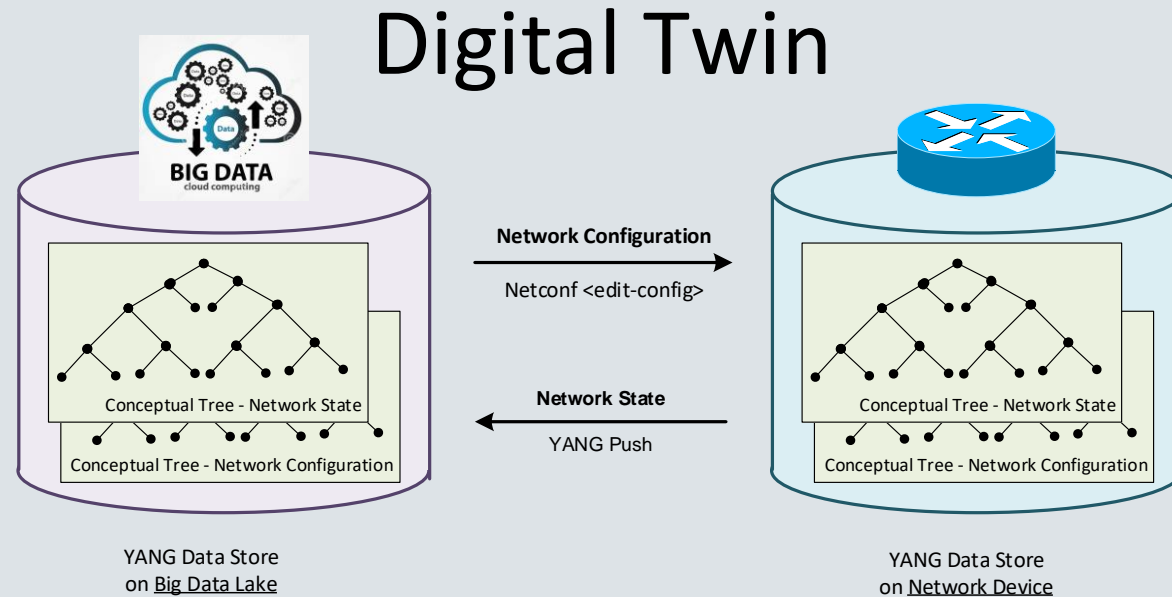 Digital Twin
Data
Data
Data
BIG DATA
cloud computing
Network Configuration
Netconf <edit-config>
Network State
YANG Push
Conceptual Tree - Network State
Conceptual Tree - Network Configuration
Conceptual Tree - Network State
Conceptual Tree - Network Configuration
YANG Data Store
on Big Data Lake
YANG Data Store
on Network Device